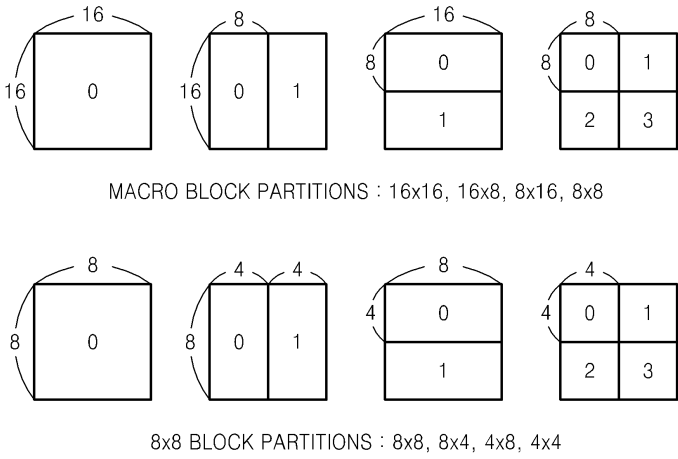 16 8 16 8
16 0 16 0 1 8 0 8 0 1
1 2 3
MACRO BLOCK PARTITIONS : 16x16, 16x8, 8x16, 8x8
8 4 4 8 4
8 0 8 0 1 4 0 4 0 1
1 2 3
8x8 BLOCK PARTITIONS : 8x8, 8x4, 4x8, 4x4